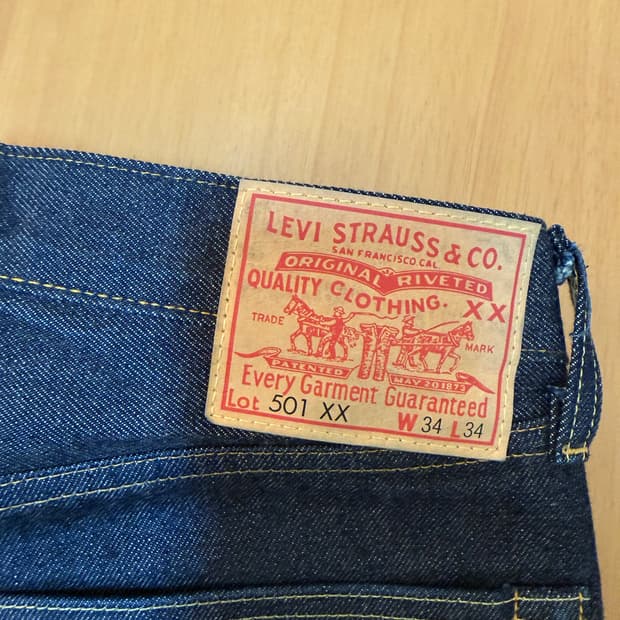 LEVI STRAUSS & CO.
SAN FRANCISCO, CAL.
ORIGINAL RIVETED
QUALITY CLOTHING. XX
TRADE MARK
PATENTED MAY 20 1873
Every Garment Guaranteed
Lot 501 XX W 34 L 34